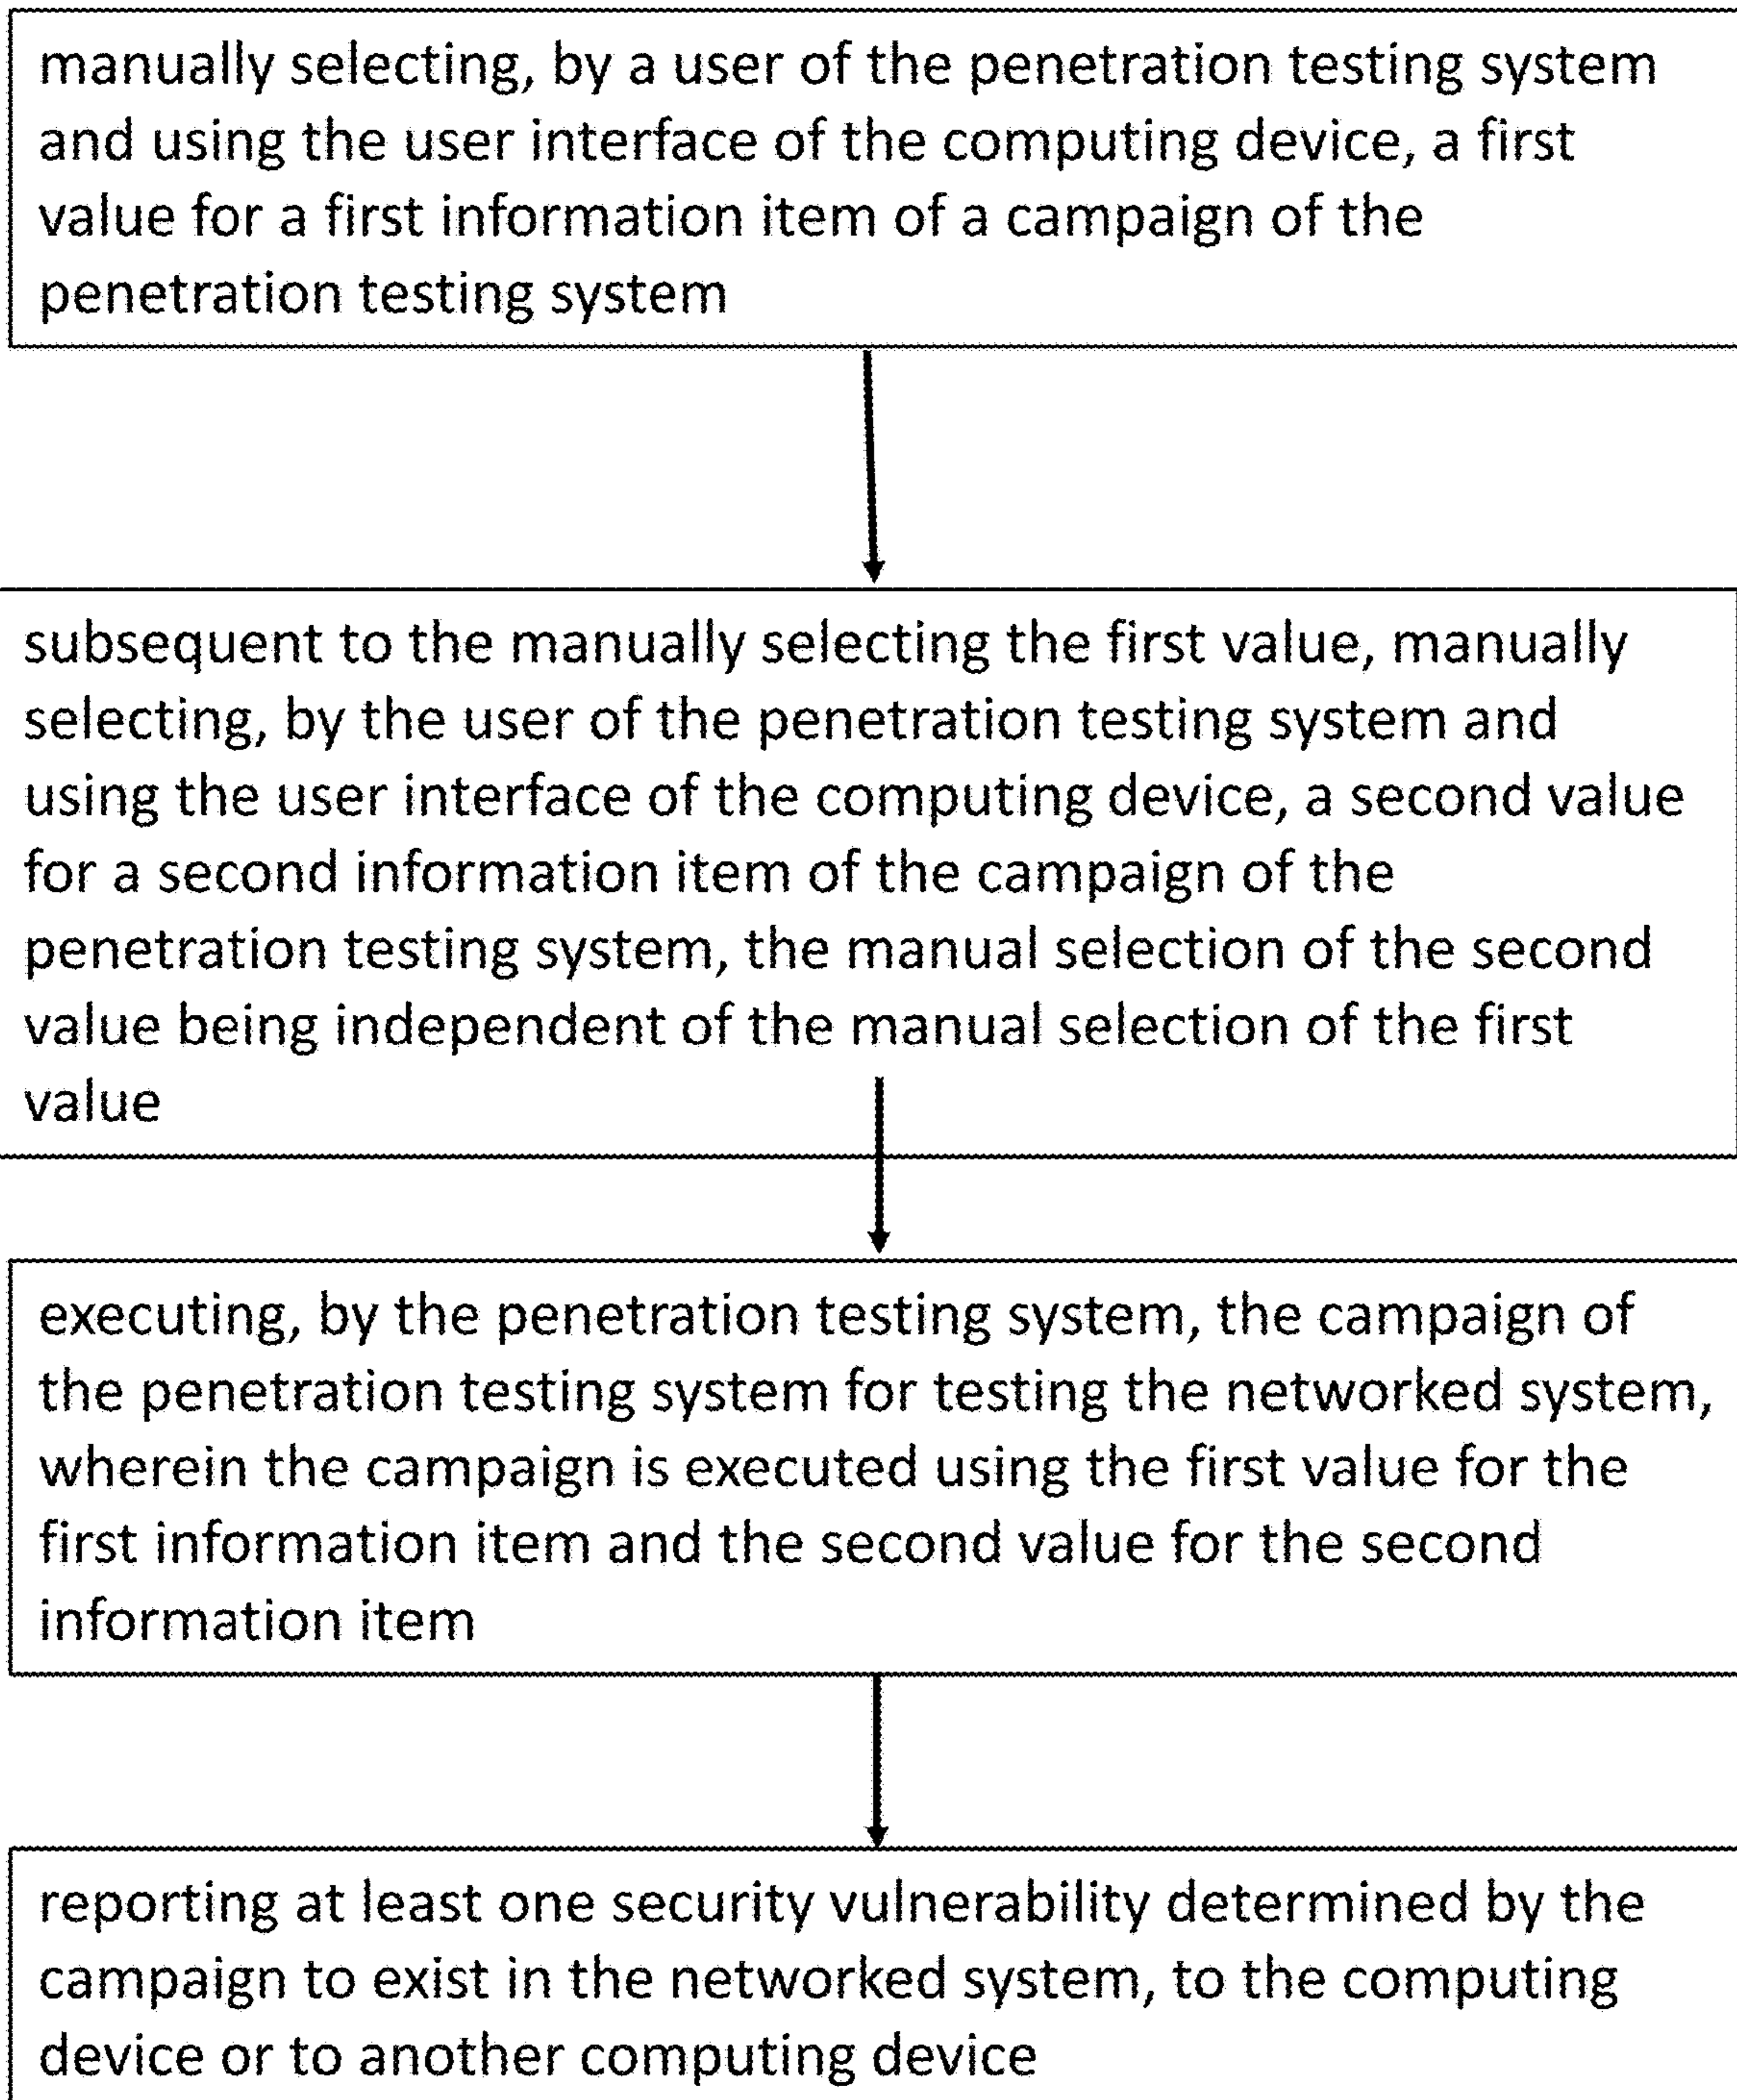 manually selecting, by a user of the penetration testing system
and using the user interface of the computing device, a first
value for a first information item of a campaign of the
penetration testing system
subsequent to the manually selecting the first value, manually
selecting, by the user of the penetration testing system and
using the user interface of the computing device, a second value
for a second information item of the campaign of the
penetration testing system, the manual selection of the second
value being independent of the manual selection of the first
value
executing, by the penetration testing system, the campaign of
the penetration testing system for testing the networked system,
wherein the campaign is executed using the first value for the
first information item and the second value for the second
information item
reporting at least one security vulnerability determined by the
campaign to exist in the networked system, to the computing
device or to another computing device